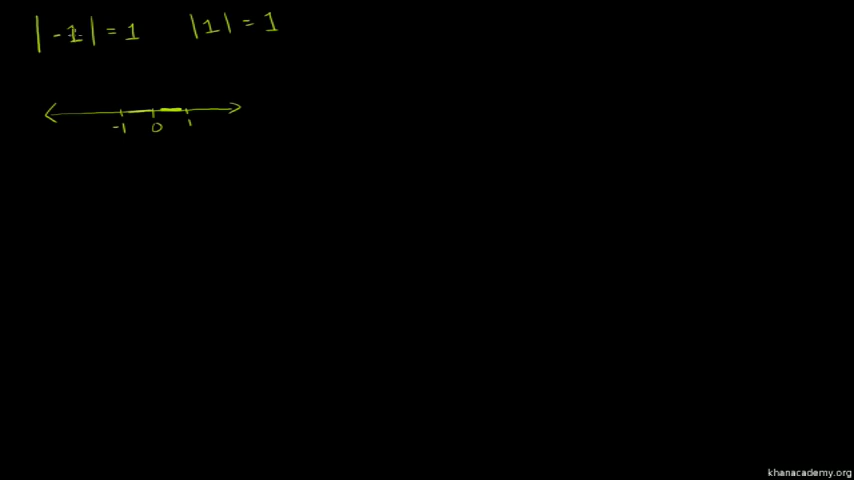 |-1| = 1 |1| = 1
-1 0 1
khanacademy.org